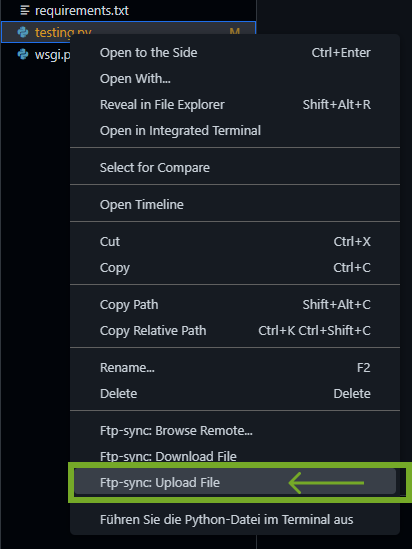 requirements.txt
testing.py M
wsgi.p
Open to the Side Ctrl+Enter
Open With...
Reveal in File Explorer Shift+Alt+R
Open in Integrated Terminal
Select for Compare
Open Timeline
Cut Ctrl+X
Copy Ctrl+C
Copy Path Shift+Alt+C
Copy Relative Path Ctrl+K Ctrl+Shift+C
Rename... F2
Delete Delete
Ftp-sync: Browse Remote...
Ftp-sync: Download File
Ftp-sync: Upload File
Führen Sie die Python-Datei im Terminal aus